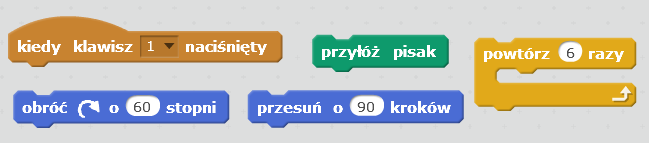 kiedy klawisz 1 naciśnięty
przyłóż pisak
powtórz 6 razy
obróć o 60 stopni
przesuń o 90 kroków